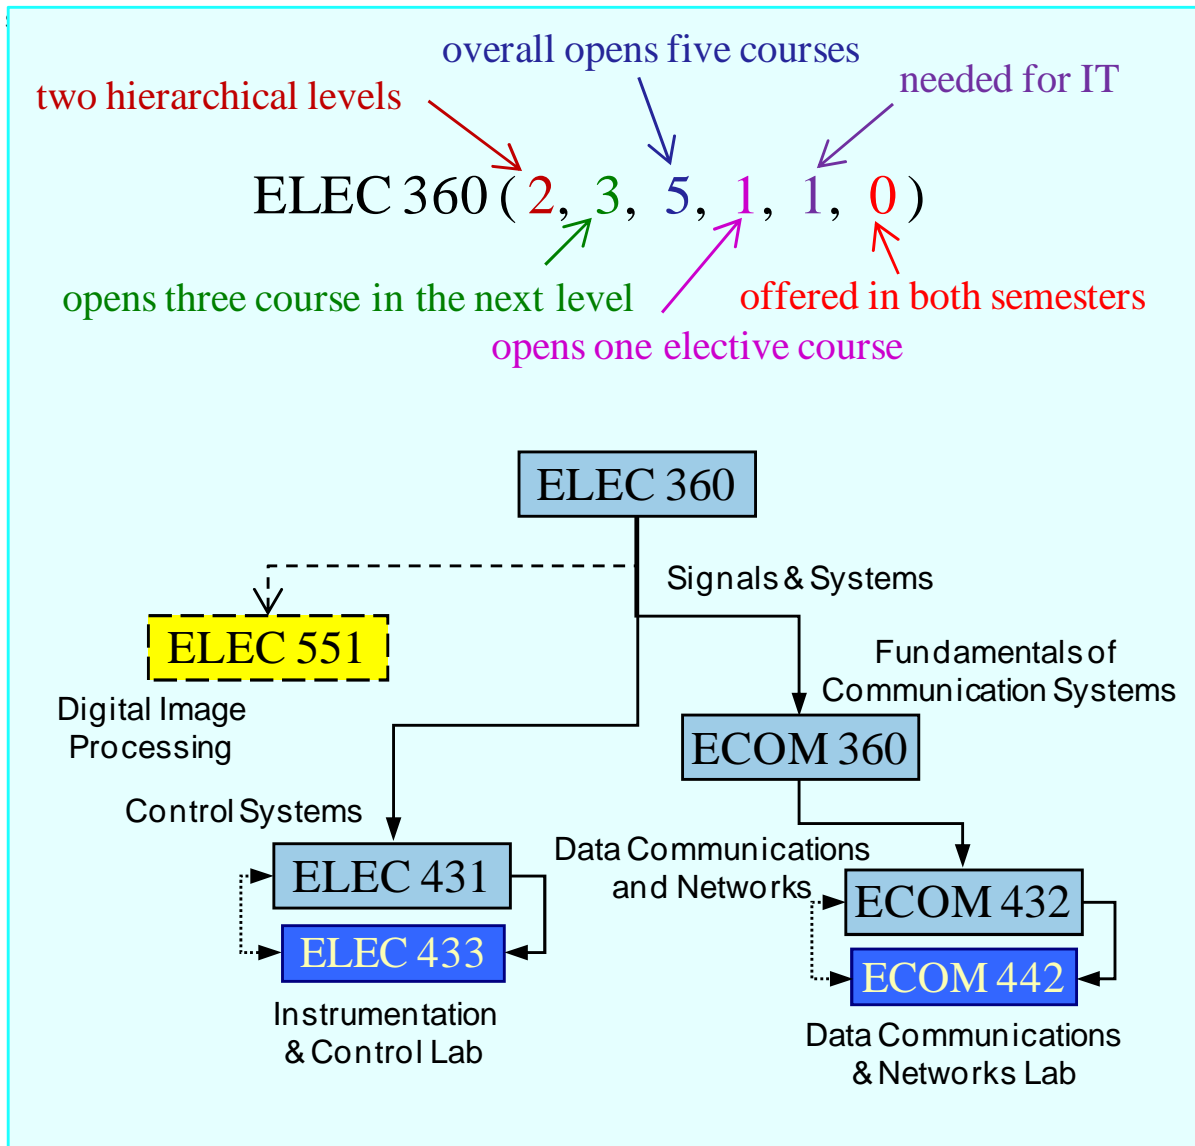 overall opens five courses
needed for IT
two hierarchical levels
ELEC 360 ( 2, 3, 5, 1, 1, 0 )
opens three course in the next level
offered in both semesters
opens one elective course
ELEC 360
Signals & Systems
ELEC 551
Digital Image
Processing
Fundamentals of
Communication Systems
ECOM 360
Control Systems
ELEC 431
ELEC 433
Instrumentation
& Control Lab
Data Communications
and Networks
ECOM 432
ECOM 442
Data Communications
& Networks Lab